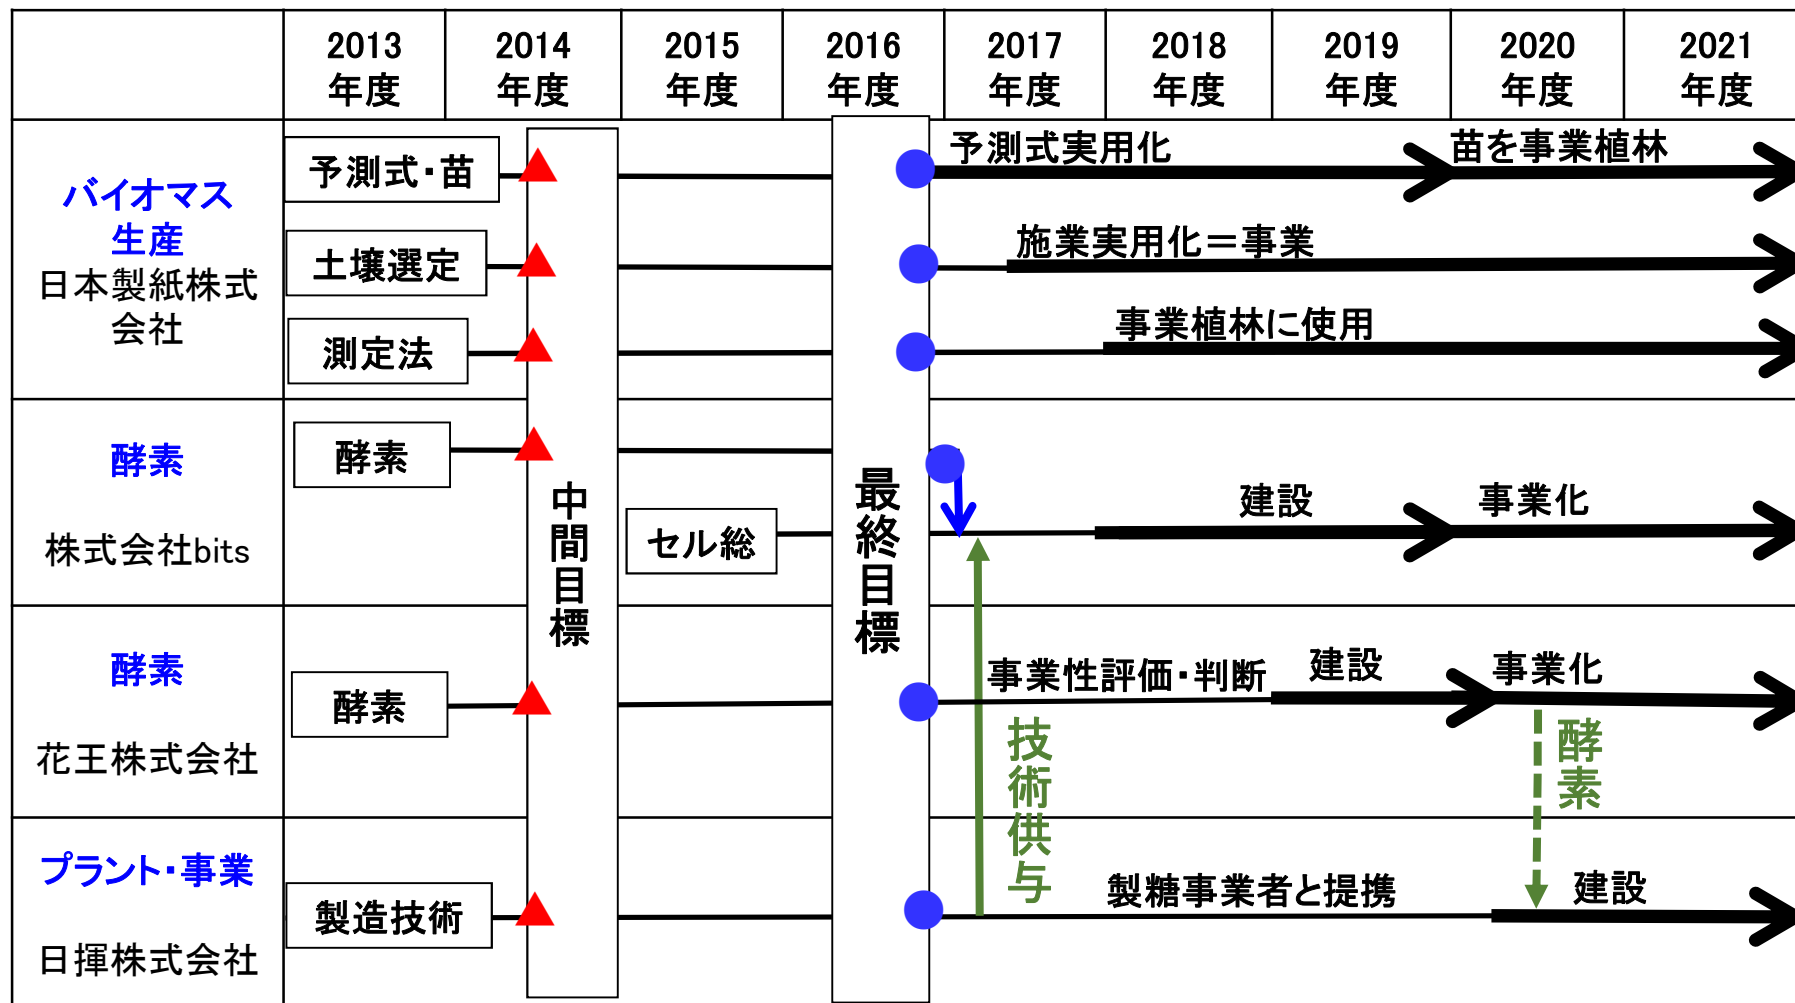 2013
年度
2014
年度
2015
年度
2016
年度
2017
年度
2018
年度
2019
年度
2020
年度
2021
年度
バイオマス
生産
日本製紙株式
会社
予測式・苗
予測式実用化
苗を事業植林
土壌選定
施業実用化＝事業
測定法
事業植林に使用
酵素
株式会社bits
酵素
セル総
建設
事業化
中間目標
最終目標
酵素
花王株式会社
酵素
事業性評価・判断
建設
事業化
技術供与
酵素
プラント・事業
日揮株式会社
製造技術
製糖事業者と提携
建設